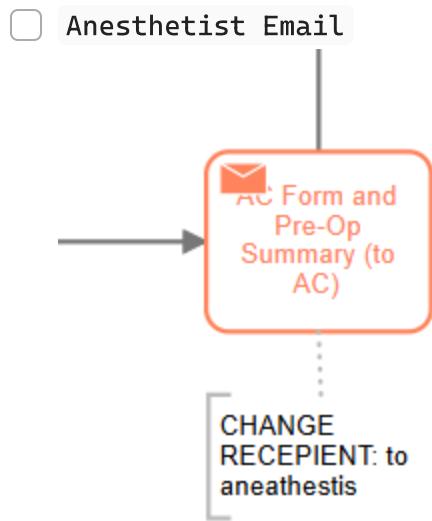 Anesthetist Email
AC Form and
Pre-Op
Summary (to
AC)
CHANGE
RECEPIENT: to
aneathestis